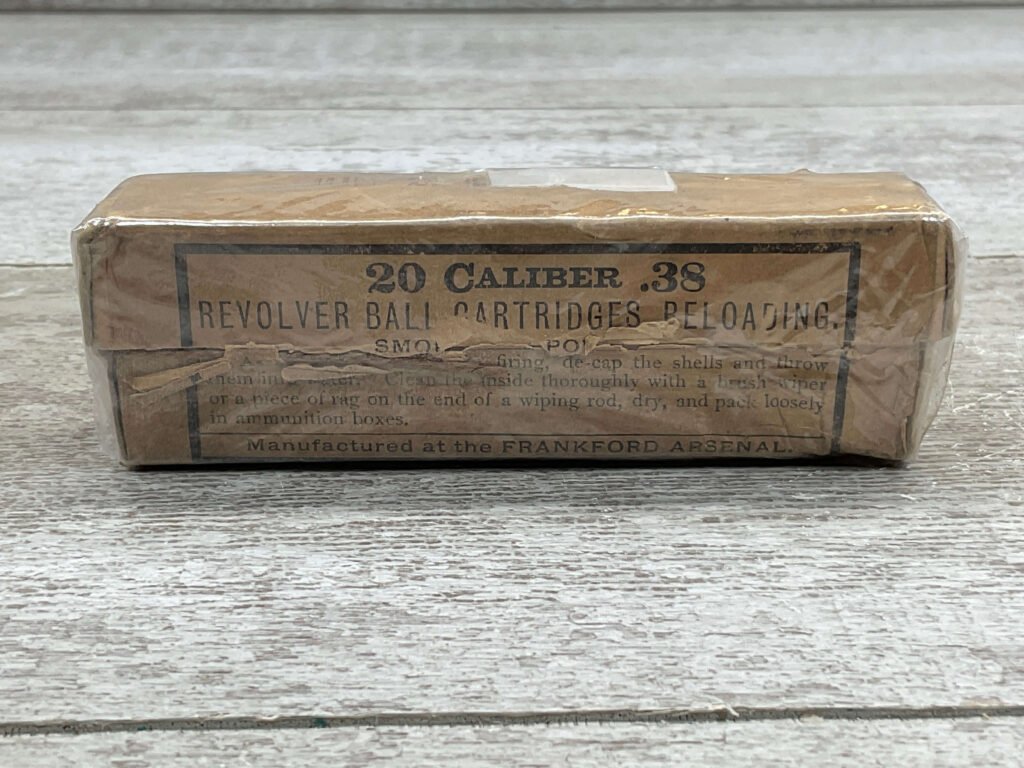 20 CALIBER .38
REVOLVER BALL CARTRIDGES RELOADING.
firing, de-cap the shells and throw
Clean the inside thoroughly with a brush wiper
or a piece of rag on the end of a wiping rod, dry, and pack loosely
in ammunition boxes.
Manufactured at the FRANKFORD ARSENAL.